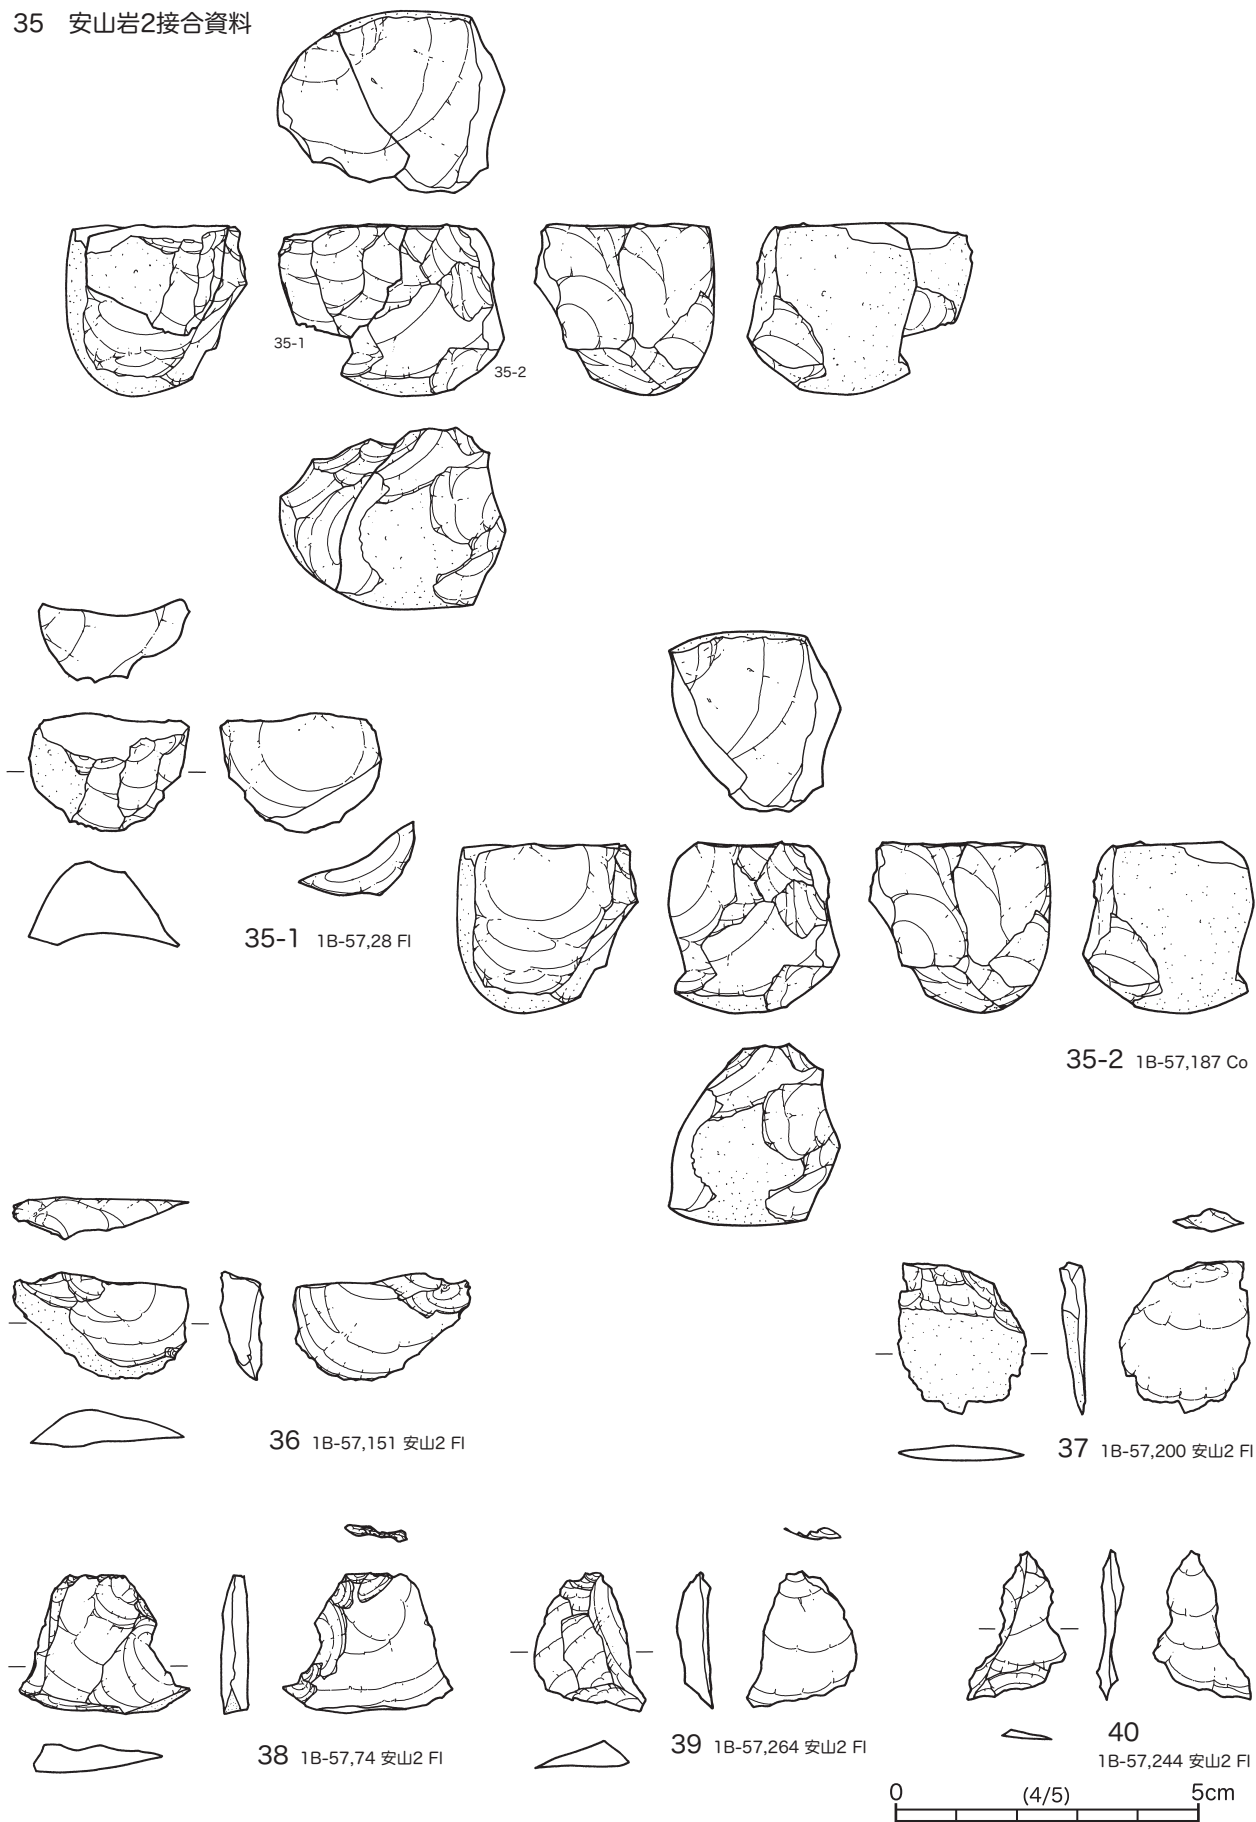 35　安山岩2接合資料
35-1
35-2
35-1 1B-57,28 Fl
35-2 1B-57,187 Co
36 1B-57,151 安山2 Fl
37 1B-57,200 安山2 Fl
38 1B-57,74 安山2 Fl
39 1B-57,264 安山2 Fl
40
1B-57,244 安山2 Fl
0 (4/5) 5cm